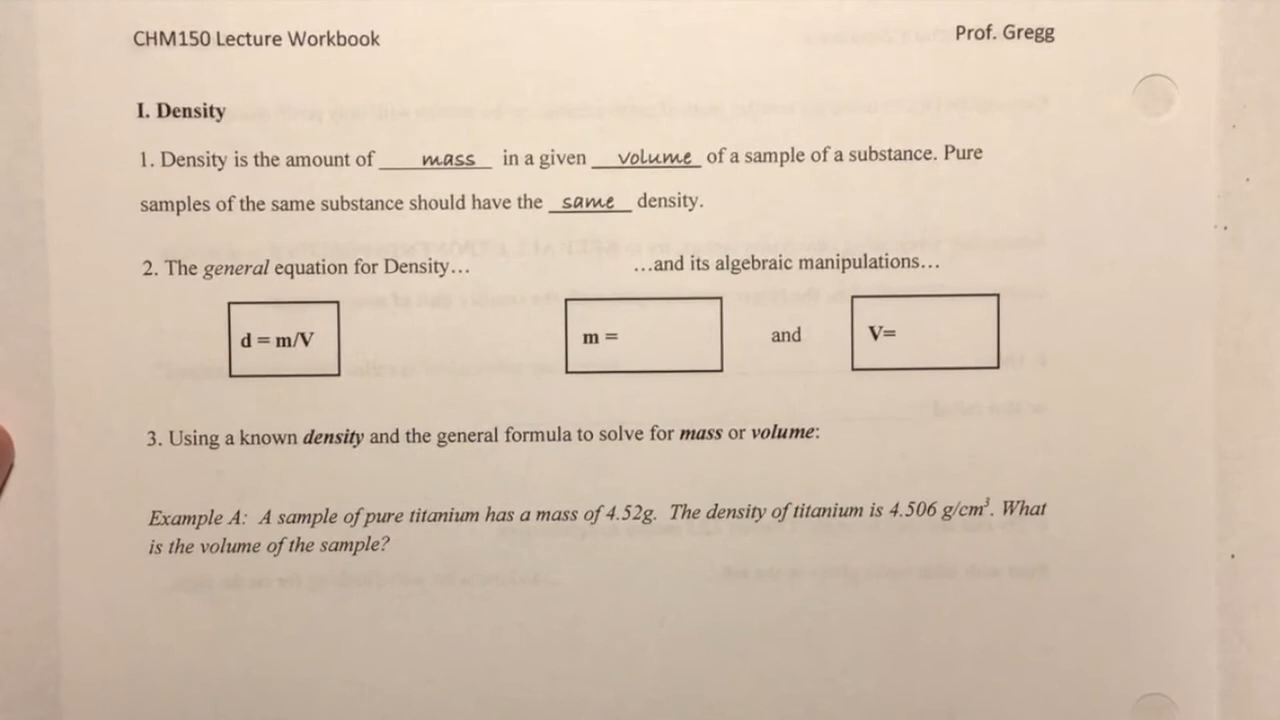 CHM150 Lecture Workbook Prof. Gregg
I. Density
1. Density is the amount of mass in a given volume of a sample of a substance. Pure
samples of the same substance should have the same density.
2. The general equation for Density... ...and its algebraic manipulations...
d = m/V m = and V=
3. Using a known density and the general formula to solve for mass or volume:
Example A: A sample of pure titanium has a mass of 4.52g. The density of titanium is 4.506 g/cm³. What
is the volume of the sample?